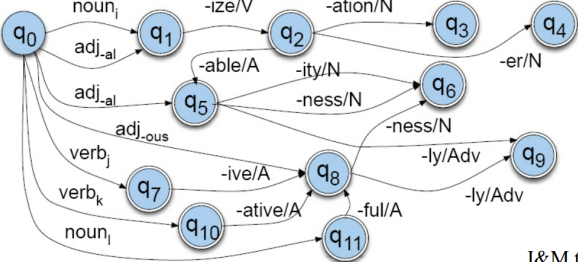 noun_i -ize/V -ation/N
q0 adj_-al q1 q2 q3 q4
-able/A -er/N
adj_-al -ity/N
q5 -ness/N q6
adj_-ous -ness/N
verb_j -ly/Adv q9
q7 -ive/A q8
verb_k -ly/Adv
q10 -ative/A -ful/A
noun_l q11
J&M